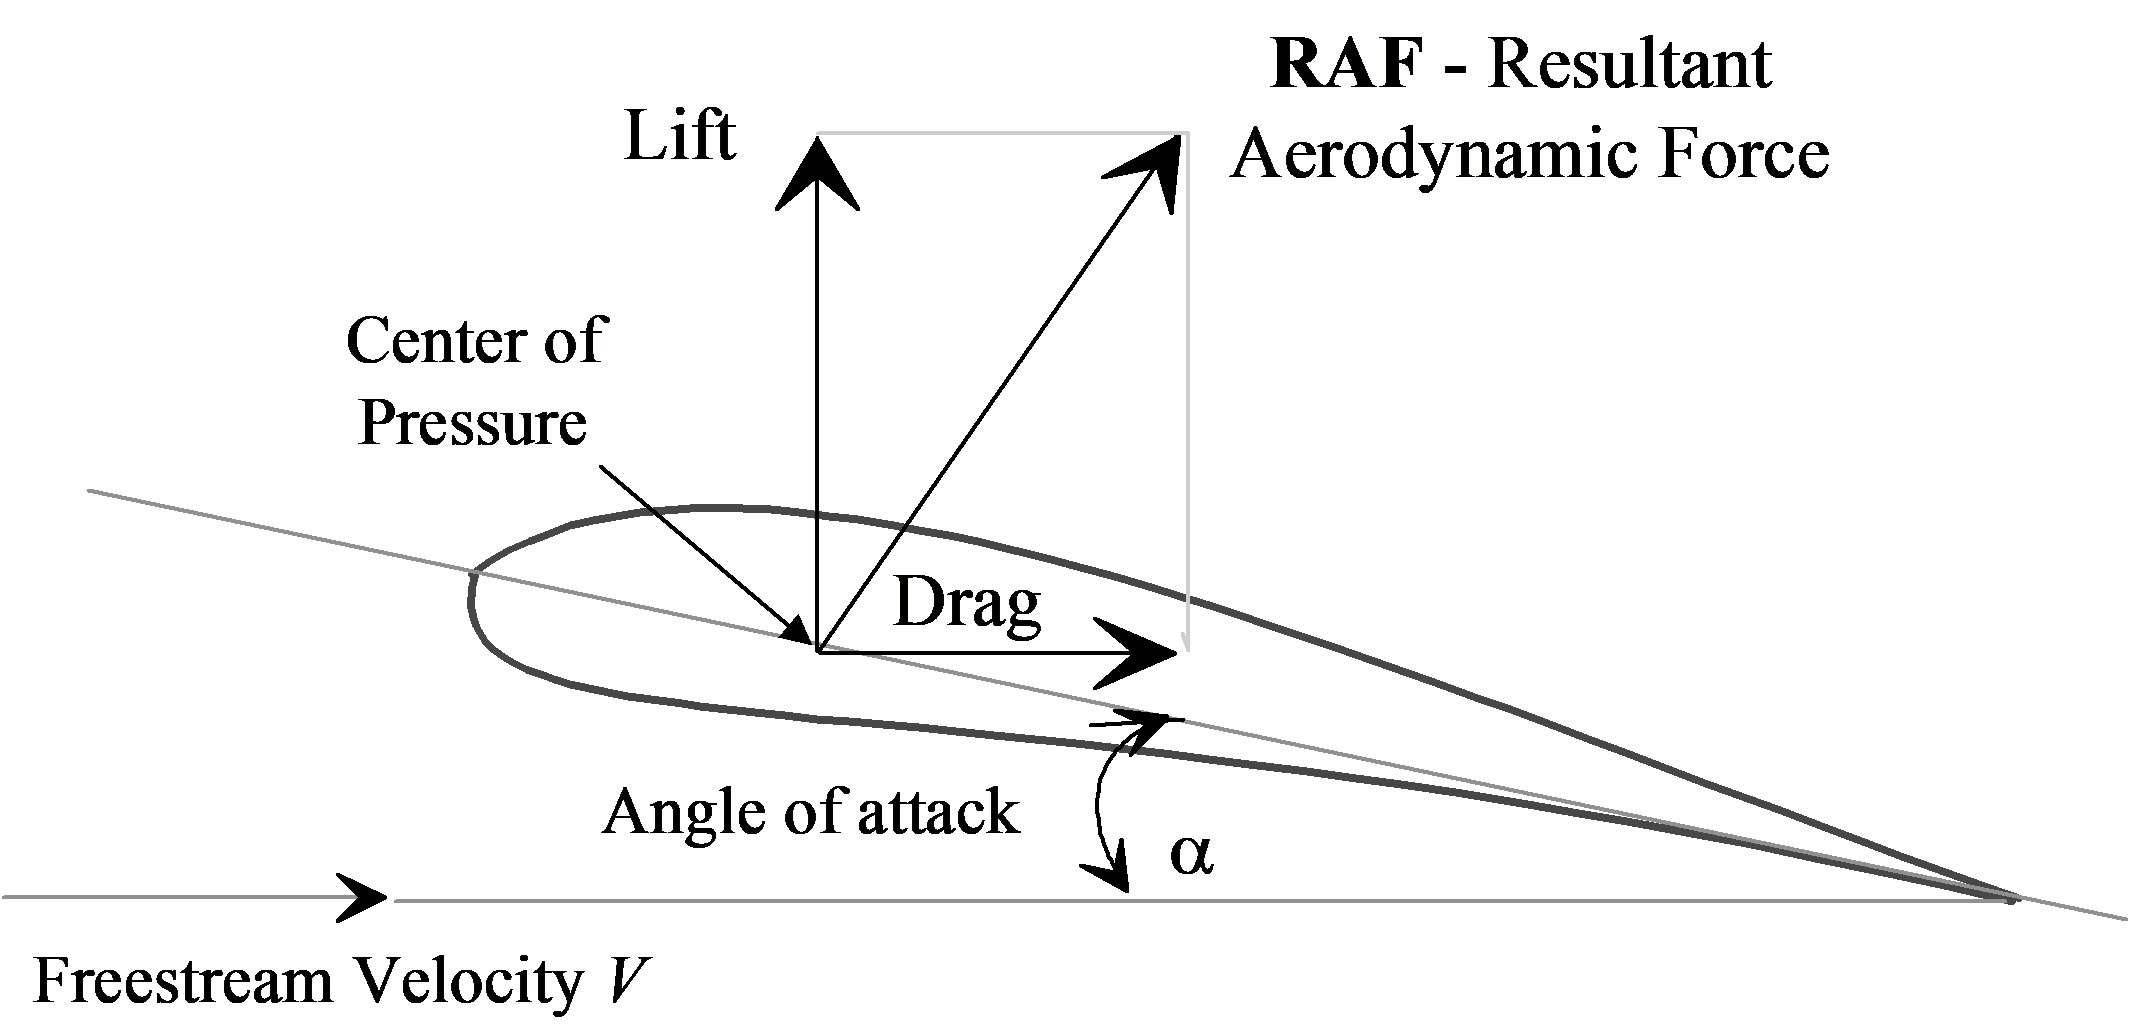 RAF - Resultant
Aerodynamic Force
Lift
Center of
Pressure
Drag
Angle of attack
α
Freestream Velocity V